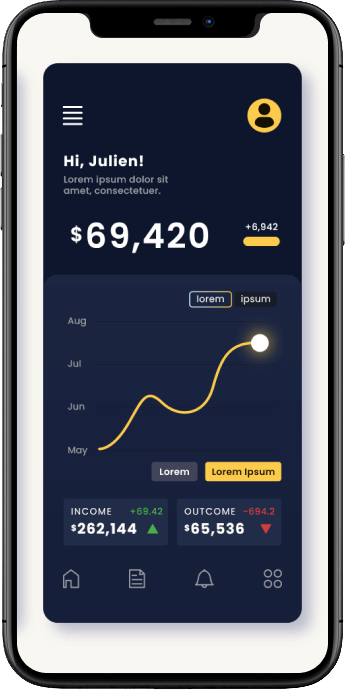 Hi, Julien!
Lorem ipsum dolor sit
amet, consectetuer.
$69,420
+6,942
lorem ipsum
Aug
Jul
Jun
May
Lorem Lorem Ipsum
INCOME +69.42
$262,144
OUTCOME -694.2
$65,536